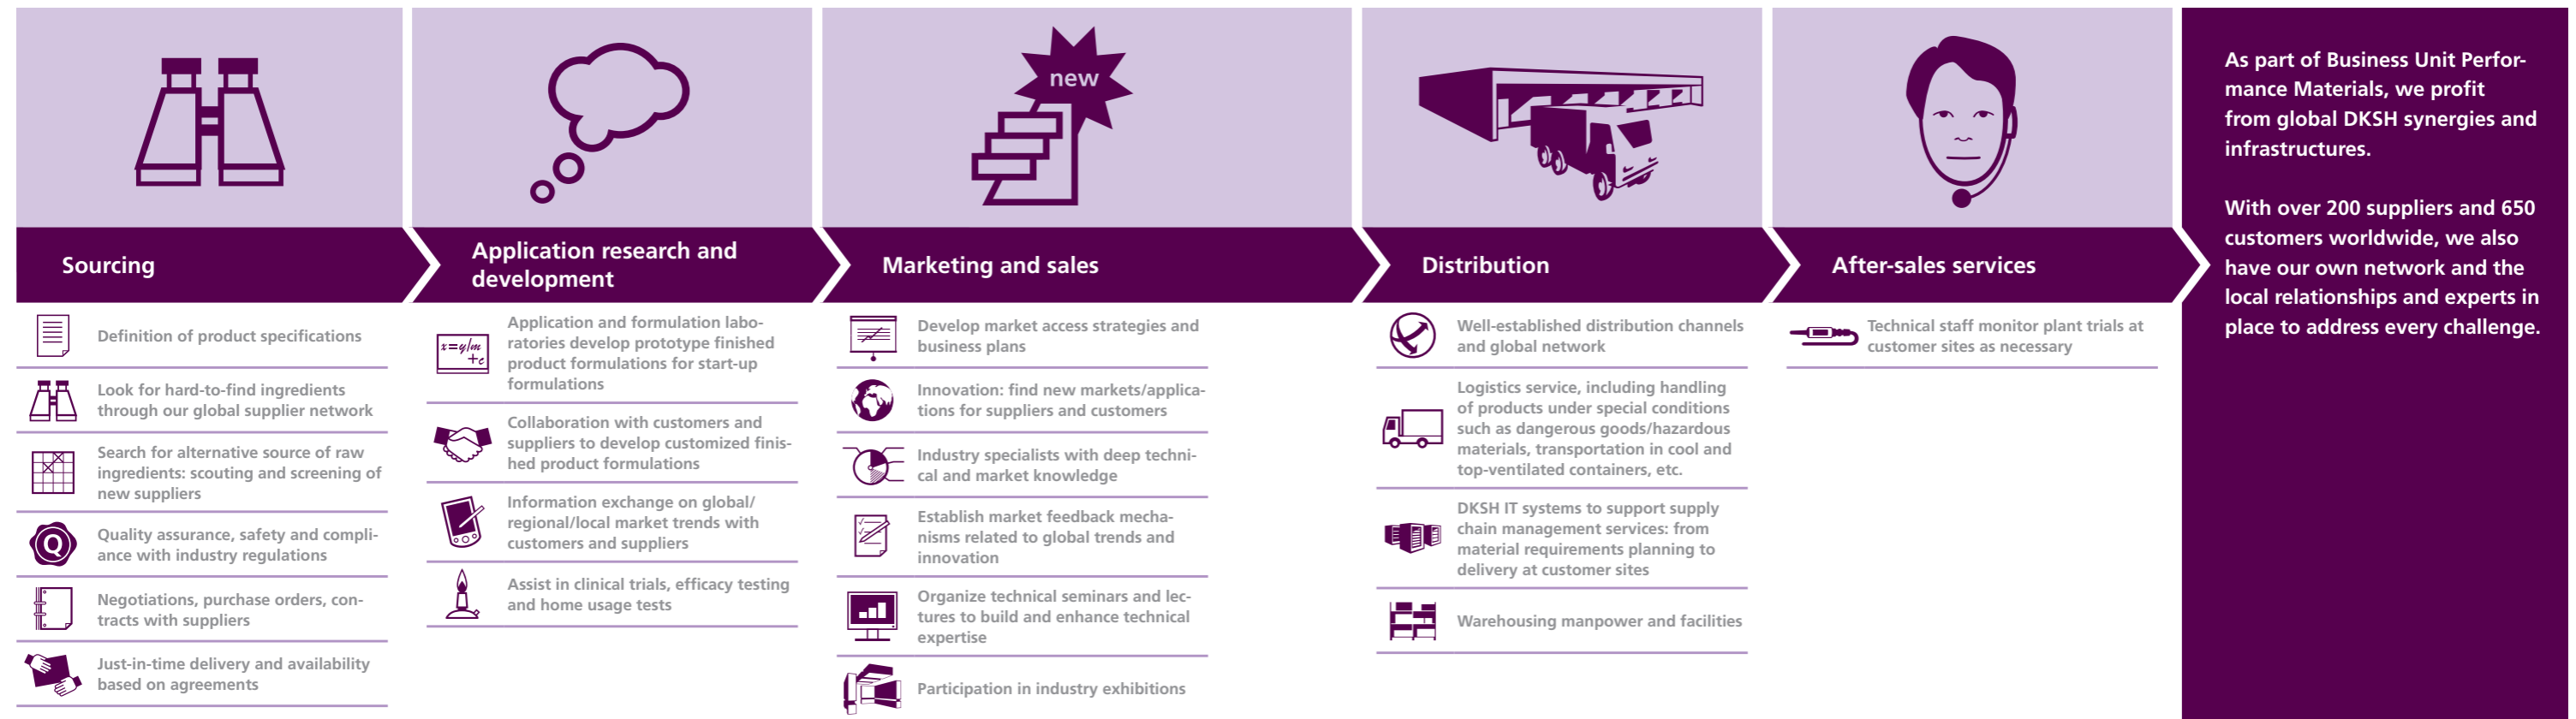 new
Sourcing
Definition of product specifications
Look for hard-to-find ingredients
through our global supplier network
Search for alternative source of raw
ingredients: scouting and screening of
new suppliers
Q
Quality assurance, safety and compli-
ance with industry regulations
Negotiations, purchase orders, con-
tracts with suppliers
Just-in-time delivery and availability
based on agreements
Application research and
development
x=y/m
+c
Application and formulation labo-
ratories develop prototype finished
product formulations for start-up
formulations
Collaboration with customers and
suppliers to develop customized finis-
hed product formulations
Information exchange on global/
regional/local market trends with
customers and suppliers
Assist in clinical trials, efficacy testing
and home usage tests
Marketing and sales
Develop market access strategies and
business plans
Innovation: find new markets/applica-
tions for suppliers and customers
Industry specialists with deep techni-
cal and market knowledge
Establish market feedback mecha-
nisms related to global trends and
innovation
Organize technical seminars and lec-
tures to build and enhance technical
expertise
Participation in industry exhibitions
Distribution
Well-established distribution channels
and global network
Logistics service, including handling
of products under special conditions
such as dangerous goods/hazardous
materials, transportation in cool and
top-ventilated containers, etc.
DKSH IT systems to support supply
chain management services: from
material requirements planning to
delivery at customer sites
Warehousing manpower and facilities
After-sales services
Technical staff monitor plant trials at
customer sites as necessary
As part of Business Unit Perfor-
mance Materials, we profit
from global DKSH synergies and
infrastructures.
With over 200 suppliers and 650
customers worldwide, we also
have our own network and the
local relationships and experts in
place to address every challenge.